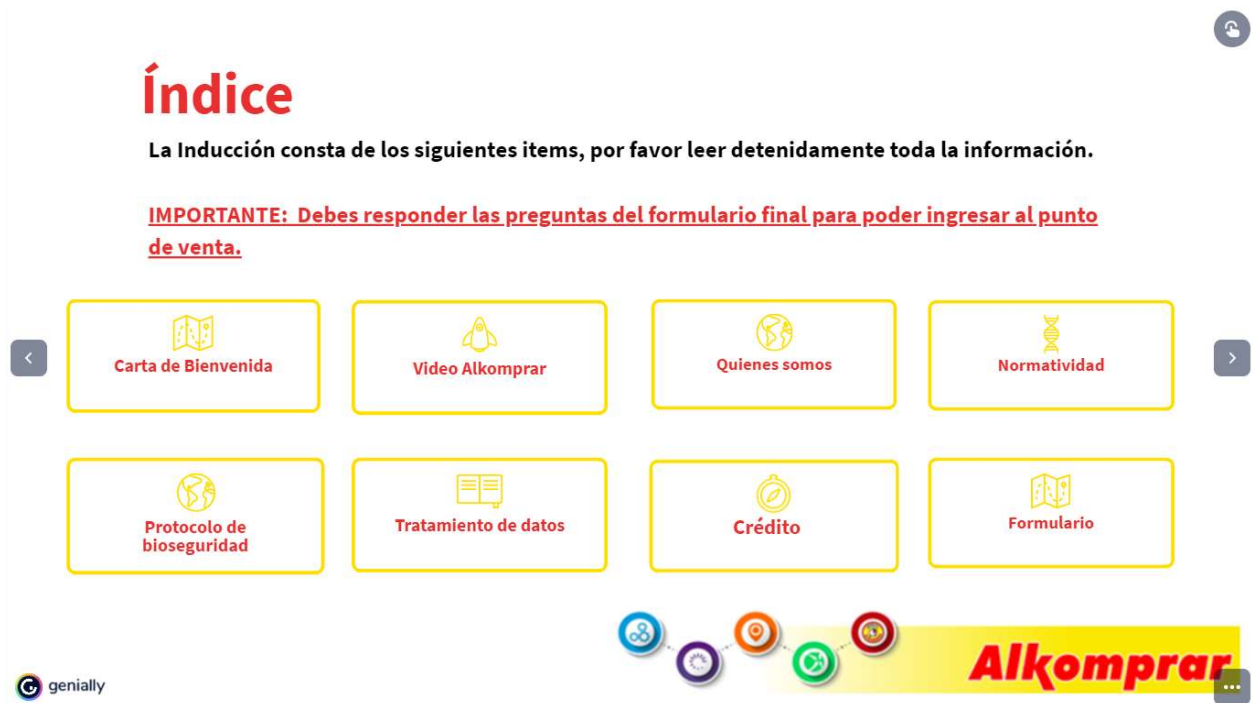 Índice
La Inducción consta de los siguientes items, por favor leer detenidamente toda la información.
IMPORTANTE:  Debes responder las preguntas del formulario final para poder ingresar al punto
de venta.
Carta de Bienvenida
Video Alkomprar
Quienes somos
Normatividad
Protocolo de
bioseguridad
Tratamiento de datos
Crédito
Formulario
Alkomprar
genially